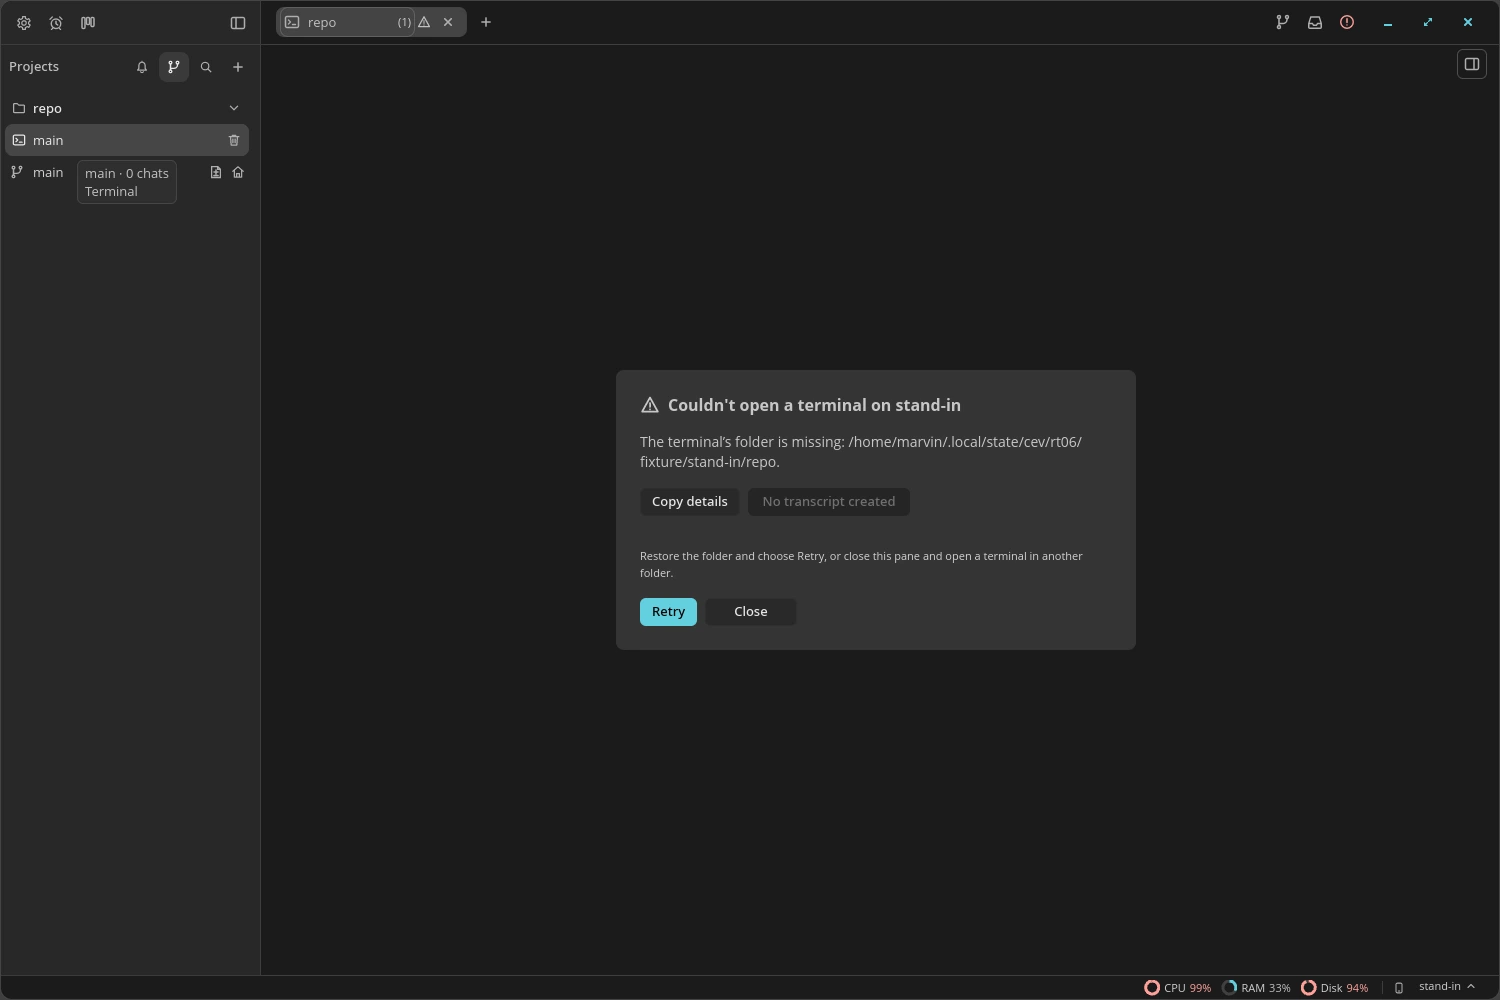 repo (1)
Projects
repo
main
main
main · 0 chats
Terminal
Couldn't open a terminal on stand-in
The terminal’s folder is missing: /home/marvin/.local/state/cev/rt06/
fixture/stand-in/repo.
Copy details No transcript created
Restore the folder and choose Retry, or close this pane and open a terminal in another
folder.
Retry Close
CPU 99% RAM 33% Disk 94% stand-in